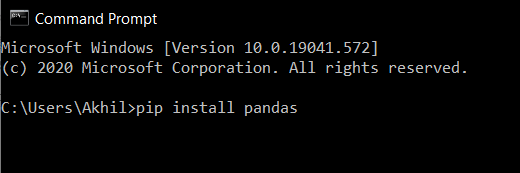 Command Prompt
Microsoft Windows [Version 10.0.19041.572]
(c) 2020 Microsoft Corporation. All rights reserved.
C:\Users\Akhil>pip install pandas